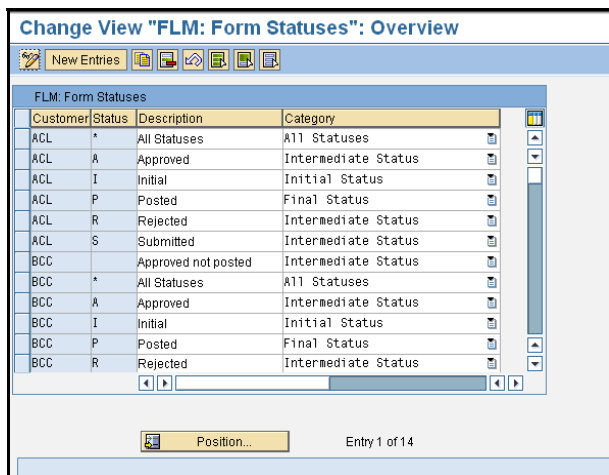 Change View "FLM: Form Statuses": Overview
New Entries
FLM: Form Statuses
Customer Status Description Category
ACL * All Statuses All Statuses
ACL A Approved Intermediate Status
ACL I Initial Initial Status
ACL P Posted Final Status
ACL R Rejected Intermediate Status
ACL S Submitted Intermediate Status
BCC Approved not posted Intermediate Status
BCC * All Statuses All Statuses
BCC A Approved Intermediate Status
BCC I Initial Initial Status
BCC P Posted Final Status
BCC R Rejected Intermediate Status
Position... Entry 1 of 14